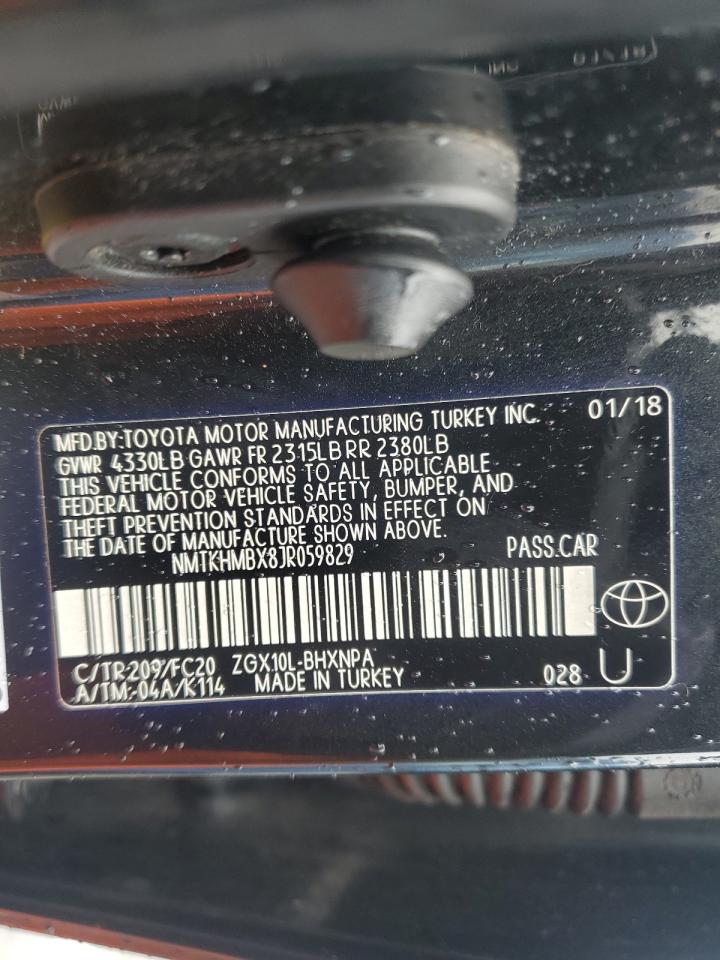 MFD.BY:TOYOTA MOTOR MANUFACTURING TURKEY INC. 01/18
GVWR 4330LB GAWR FR 2315LB RR 2380LB
THIS VEHICLE CONFORMS TO ALL APPLICABLE
FEDERAL MOTOR VEHICLE SAFETY, BUMPER, AND
THEFT PREVENTION STANDARDS IN EFFECT ON
THE DATE OF MANUFACTURE SHOWN ABOVE.
NMTKHMBX8JR059829 PASS.CAR
C/TR:209/FC20 ZGX10L-BHXNPA
A/TM:-04A/K114 MADE IN TURKEY 028 U